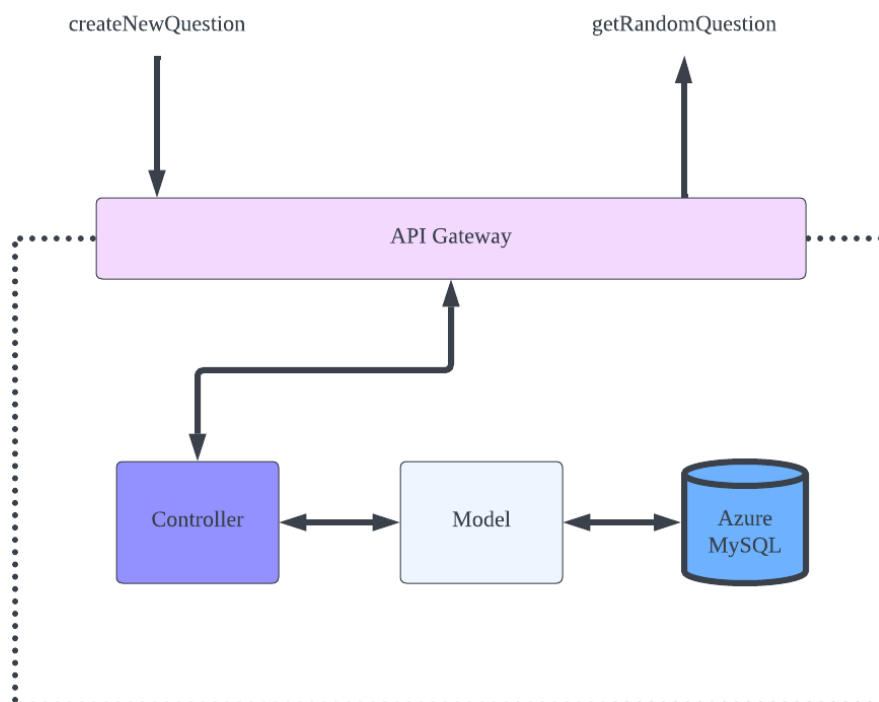 createNewQuestion
getRandomQuestion
API Gateway
Controller
Model
Azure
MySQL